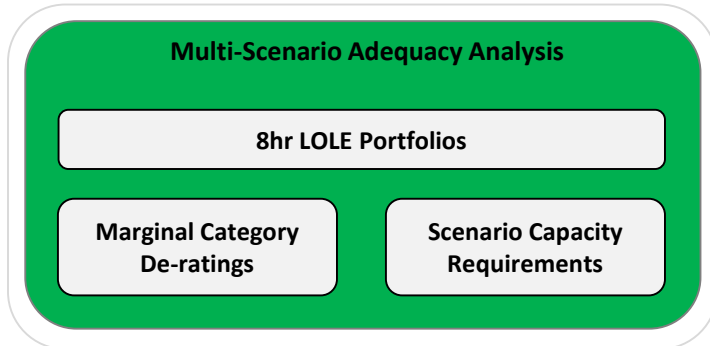 Multi-Scenario Adequacy Analysis
8hr LOLE Portfolios
Marginal Category
De-ratings
Scenario Capacity
Requirements